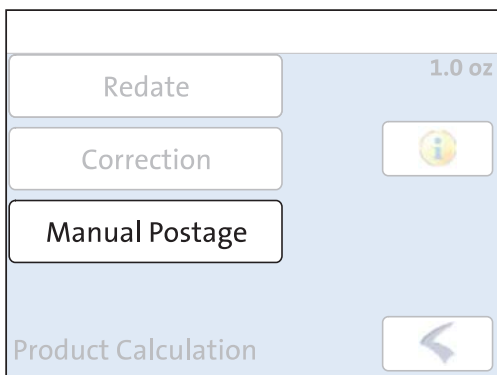 Redate
1.0 oz
Correction
Manual Postage
Product Calculation